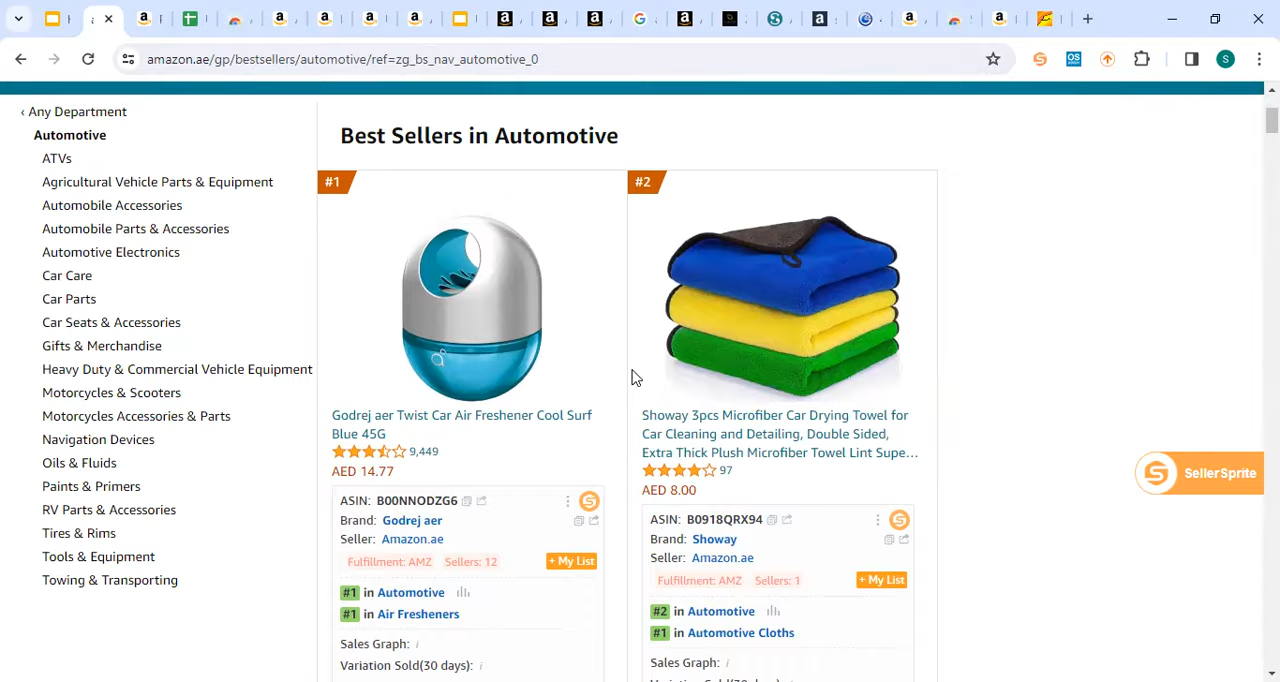 amazon.ae/gp/bestsellers/automotive/ref=zg_bs_nav_automotive_0
OS
S
‹ Any Department
Automotive
ATVs
Agricultural Vehicle Parts & Equipment
Automobile Accessories
Automobile Parts & Accessories
Automotive Electronics
Car Care
Car Parts
Car Seats & Accessories
Gifts & Merchandise
Heavy Duty & Commercial Vehicle Equipment
Motorcycles & Scooters
Motorcycles Accessories & Parts
Navigation Devices
Oils & Fluids
Paints & Primers
RV Parts & Accessories
Tires & Rims
Tools & Equipment
Towing & Transporting
Best Sellers in Automotive
#1
Godrej aer Twist Car Air Freshener Cool Surf
Blue 45G
9,449
AED 14.77
ASIN: B00NNODZG6
Brand: Godrej aer
Seller: Amazon.ae
Fulfillment: AMZ Sellers: 12 + My List
#1 in Automotive
#1 in Air Fresheners
Sales Graph: i
Variation Sold(30 days): i
#2
Showay 3pcs Microfiber Car Drying Towel for
Car Cleaning and Detailing, Double Sided,
Extra Thick Plush Microfiber Towel Lint Supe…
97
AED 8.00
ASIN: B0918QRX94
Brand: Showay
Seller: Amazon.ae
Fulfillment: AMZ Sellers: 1 + My List
#2 in Automotive
#1 in Automotive Cloths
Sales Graph: i
SellerSprite